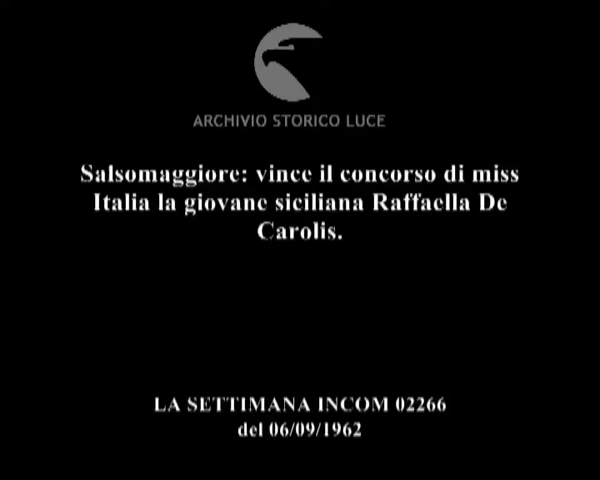 ARCHIVIO STORICO LUCE
Salsomaggiore: vince il concorso di miss
Italia la giovane siciliana Raffaella De
Carolis.
LA SETTIMANA INCOM 02266
del 06/09/1962